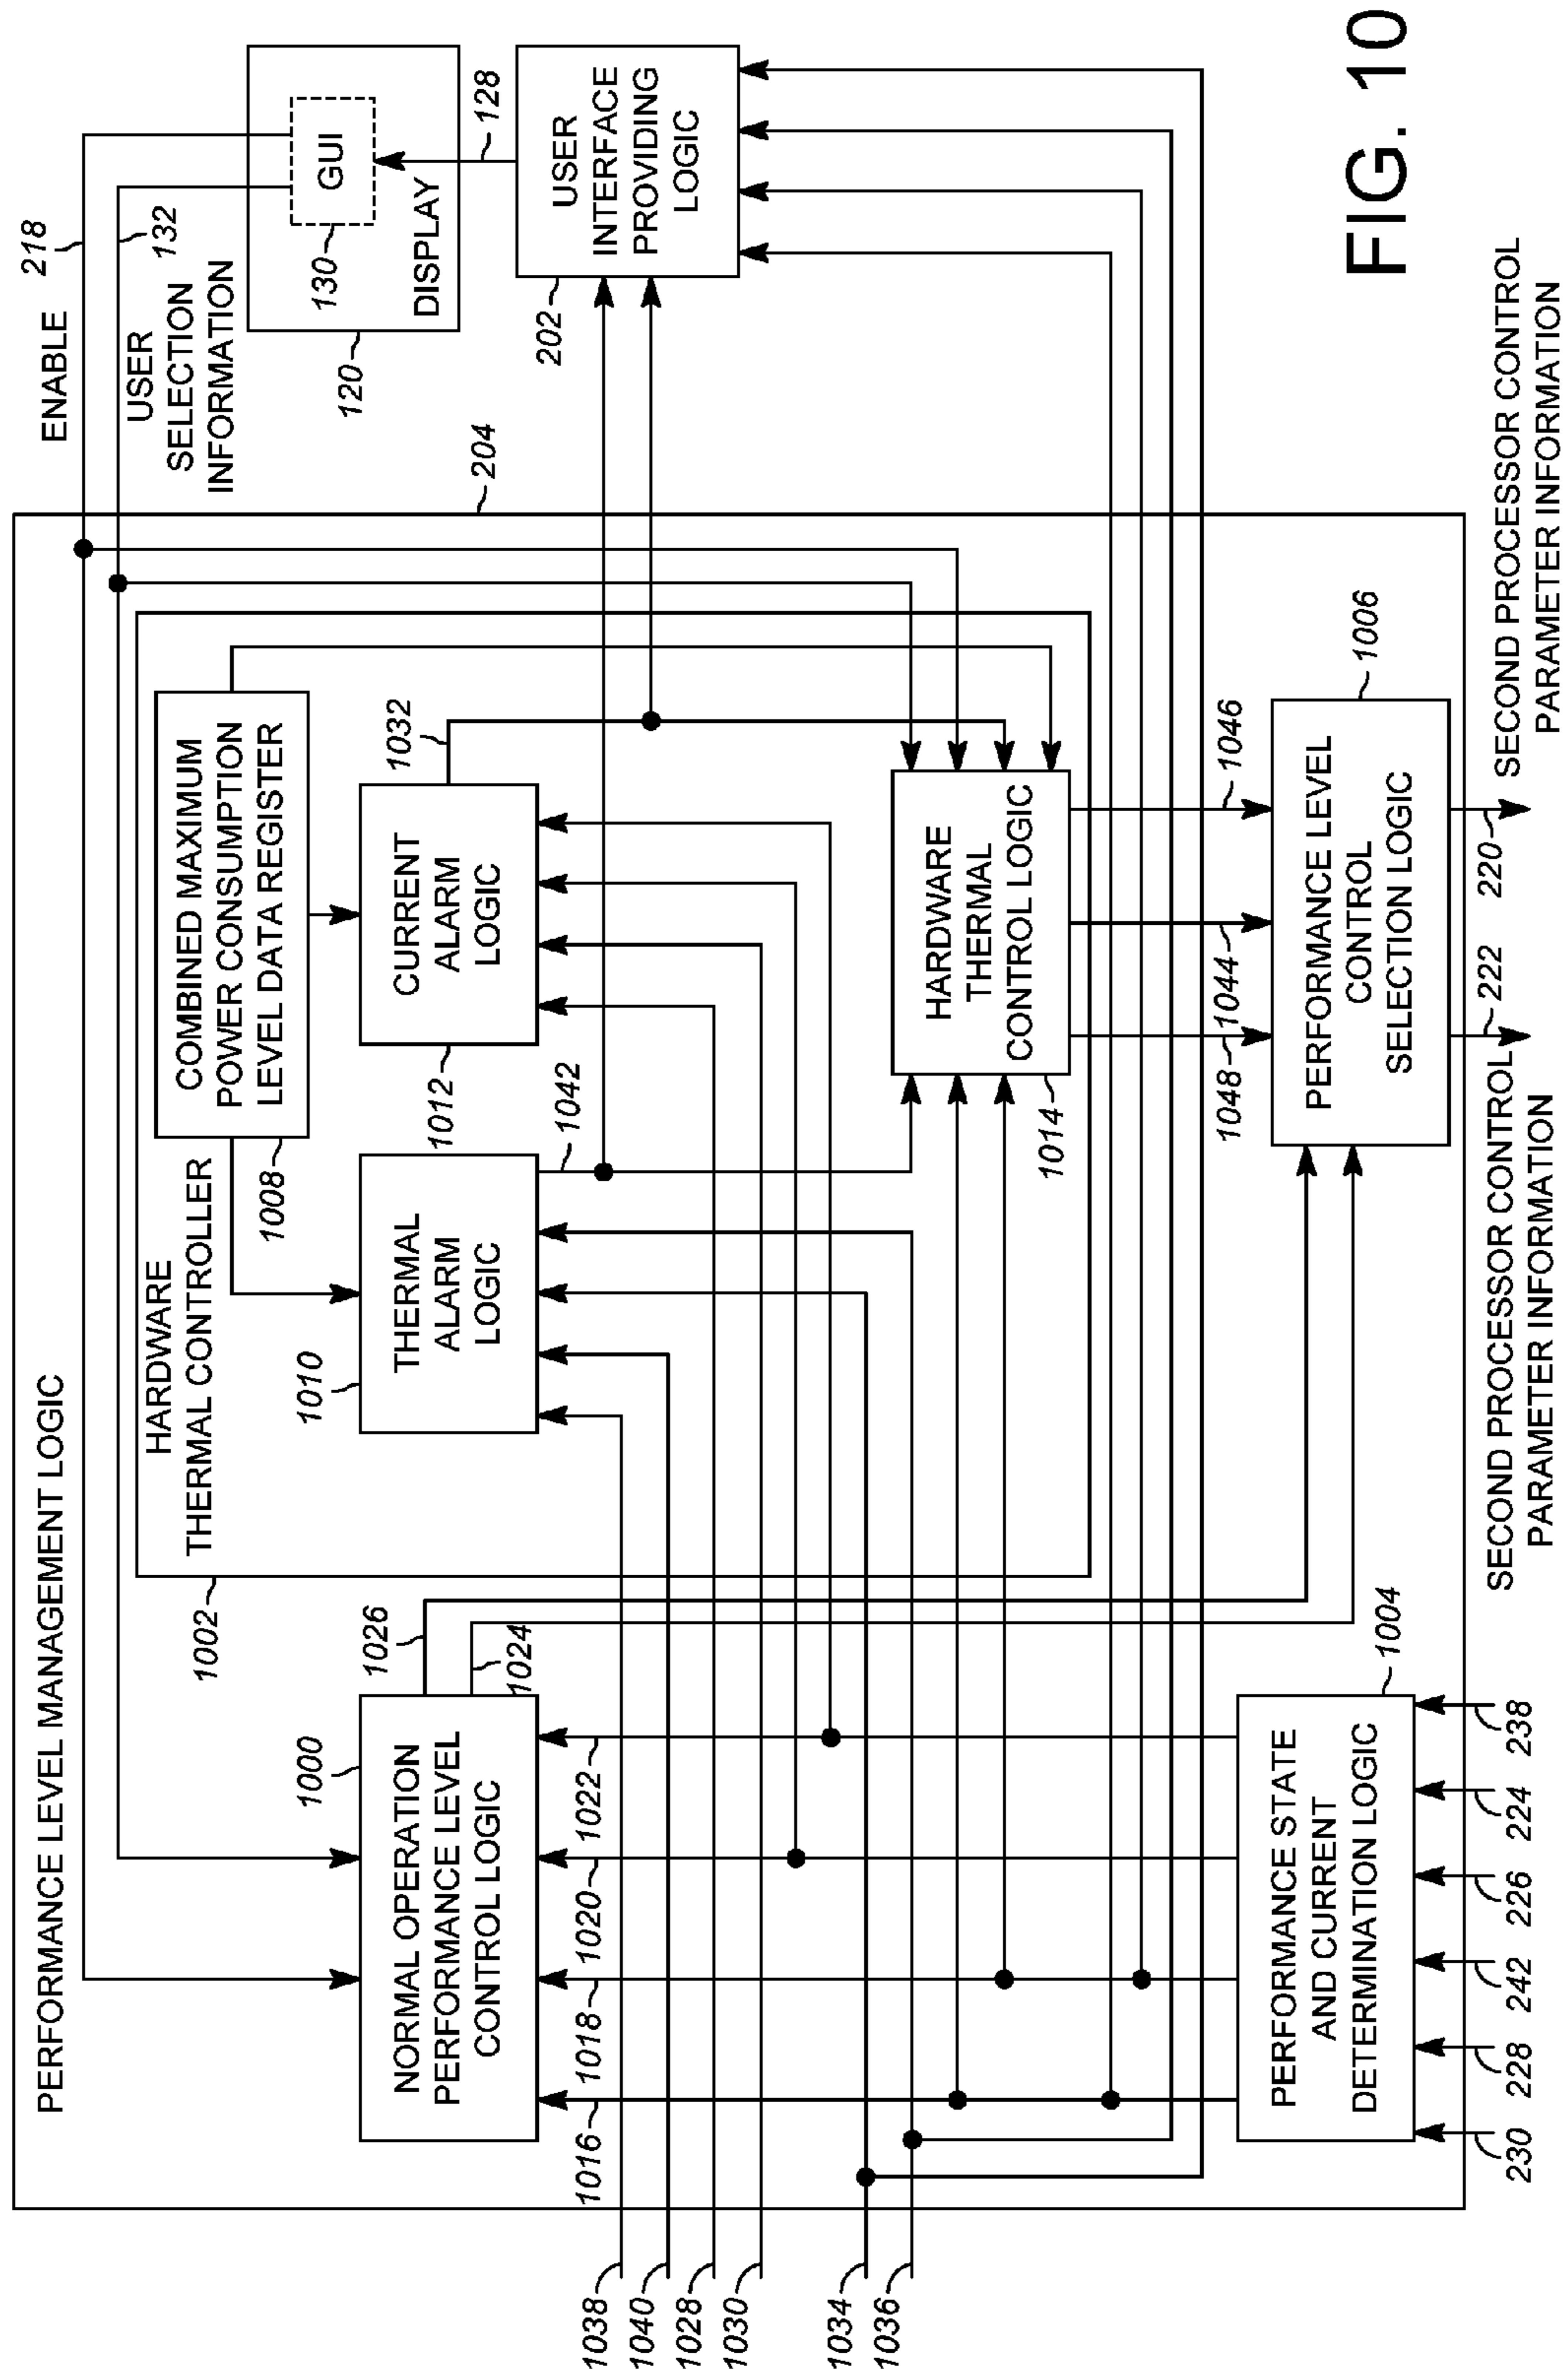 PERFORMANCE LEVEL MANAGEMENT LOGIC
ENABLE
218
USER
SELECTION
INFORMATION
132
204
HARDWARE
THERMAL CONTROLLER
1002
COMBINED MAXIMUM
POWER CONSUMPTION
LEVEL DATA REGISTER
1008
GUI
130
DISPLAY
120
128
USER
INTERFACE
PROVIDING
LOGIC
202
NORMAL OPERATION
PERFORMANCE LEVEL
CONTROL LOGIC
1000
1026
1024
THERMAL
ALARM
LOGIC
1010
1042
CURRENT
ALARM
LOGIC
1012
1032
1016
1018
1020
1022
1038
1040
1028
1030
1034
1036
HARDWARE
THERMAL
CONTROL LOGIC
1014
1048
1044
1046
PERFORMANCE STATE
AND CURRENT
DETERMINATION LOGIC
1004
PERFORMANCE LEVEL
CONTROL
SELECTION LOGIC
1006
230
228
242
226
224
238
222
220
SECOND PROCESSOR CONTROL
PARAMETER INFORMATION
SECOND PROCESSOR CONTROL
PARAMETER INFORMATION
FIG. 10